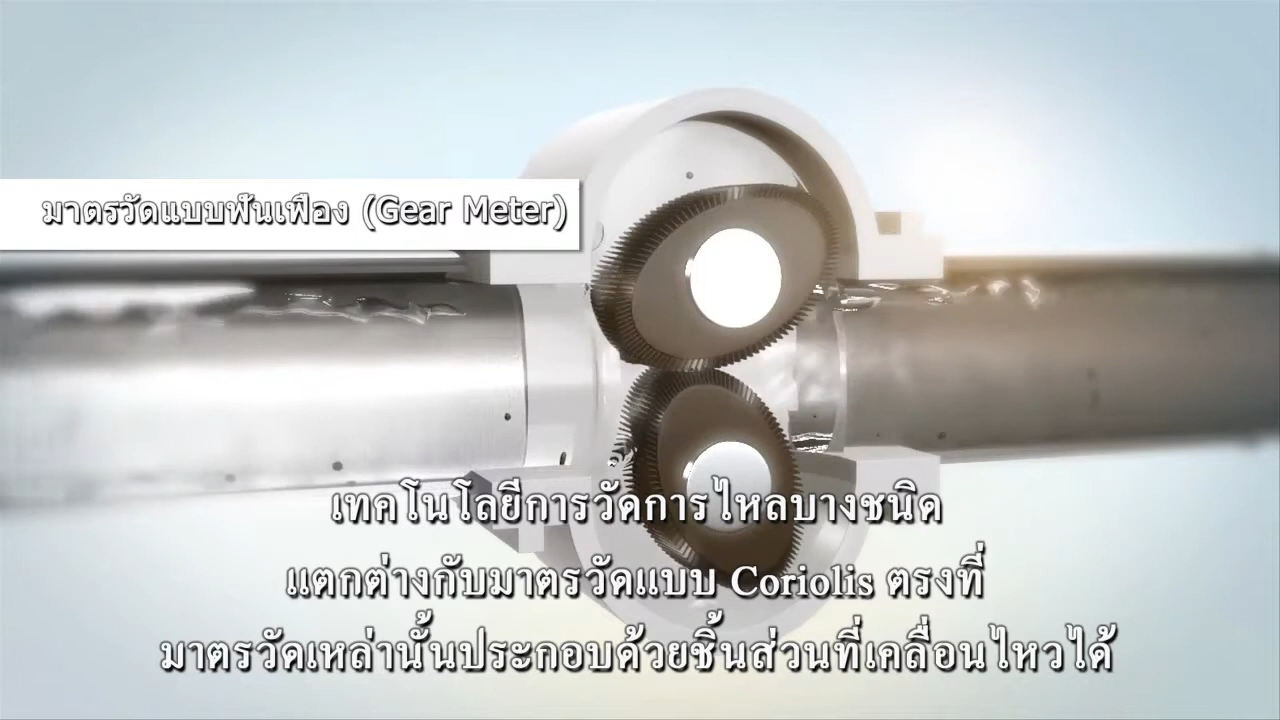 มาตรวัดแบบฟันเฟือง (Gear Meter)
เทคโนโลยีการวัดการไหลบางชนิด
แตกต่างกับมาตรวัดแบบ Coriolis ตรงที่
มาตรวัดเหล่านั้นประกอบด้วยชิ้นส่วนที่เคลื่อนไหวได้